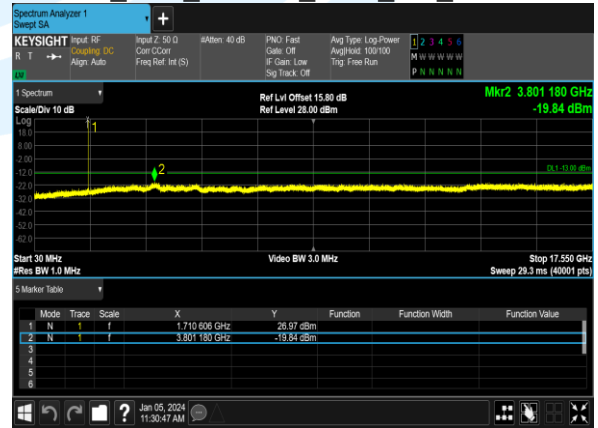 Spectrum Analyzer 1
Swept SA
+
KEYSIGHT Input: RF Input Z: 50 Ω #Atten: 40 dB PNO: Fast Avg Type: Log-Power 1 2 3 4 5 6
R T Coupling: DC Corr CCorr Gate: Off Avg|Hold: 100/100 M W W W W W
Align: Auto Freq Ref: Int (S) IF Gain: Low Trig: Free Run
Sig Track: Off P N N N N N
1 Spectrum Ref Lvl Offset 15.80 dB Mkr2 3.801 180 GHz
Scale/Div 10 dB Ref Level 28.00 dBm -19.84 dBm
Log
1
18.0
8.00
-2.00
-12.0 2 DL1 -13.00 dBm
-22.0
-32.0
-42.0
-52.0
-62.0
Start 30 MHz Video BW 3.0 MHz Stop 17.550 GHz
#Res BW 1.0 MHz Sweep 29.3 ms (40001 pts)
5 Marker Table
Mode Trace Scale X Y Function Function Width Function Value
1 N 1 f 1.710 606 GHz 26.97 dBm
2 N 1 f 3.801 180 GHz -19.84 dBm
3
4
5
6
? Jan 05, 2024
11:30:47 AM